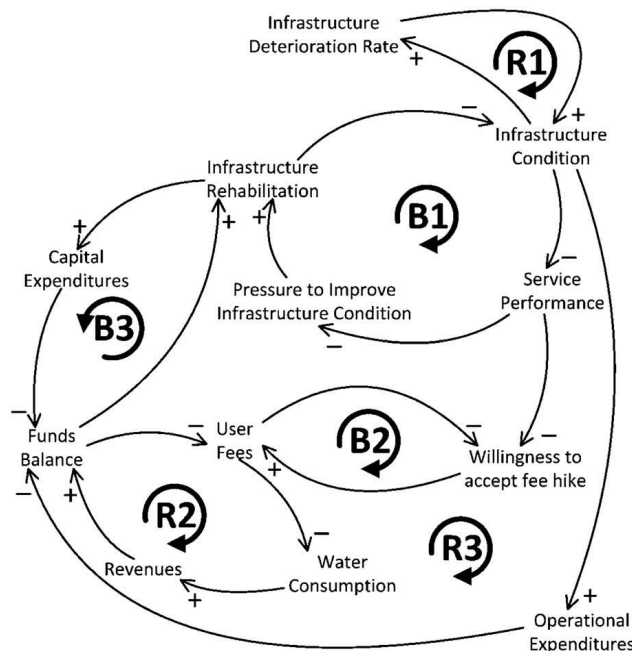 Infrastructure
Deterioration Rate
+
R1
−
+
Infrastructure
Condition
Infrastructure
Rehabilitation
+
+
+
B1
Capital
Expenditures
Pressure to Improve
Infrastructure Condition
−
Service
Performance
B3
−
−
Funds
Balance
−
User
Fees
B2
−
−
Willingness to
accept fee hike
−
+
+
R2
−
R3
Revenues
+
Water
Consumption
+
Operational
Expenditures